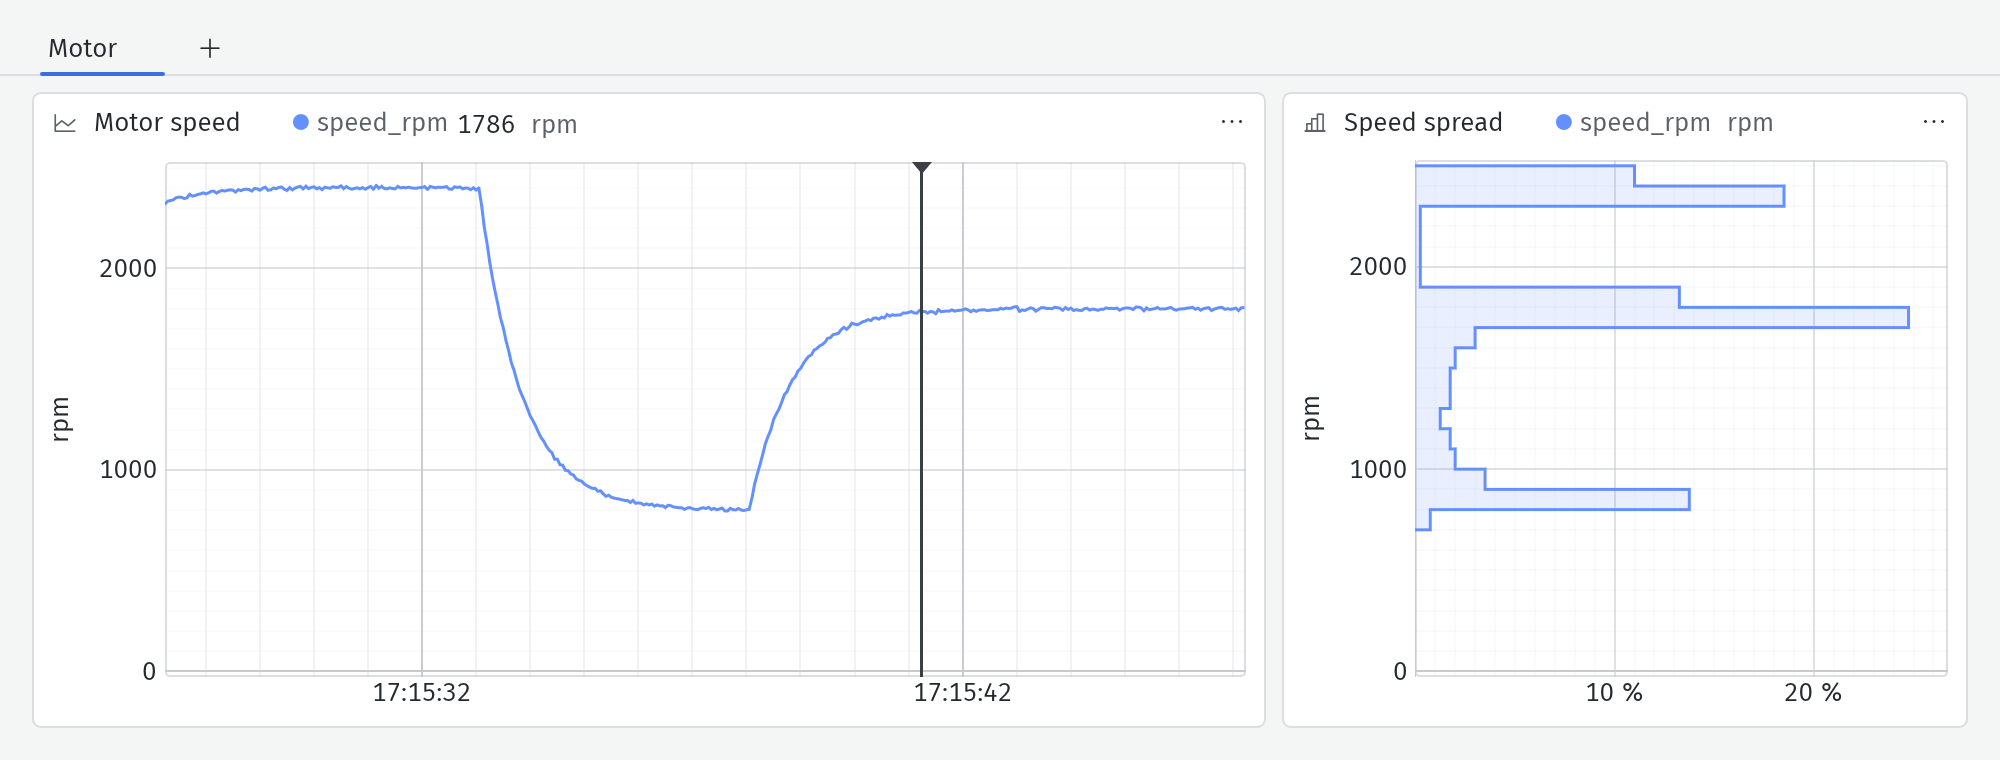 Motor +
Motor speed speed_rpm 1786 rpm ...
rpm
2000
1000
0
17:15:32 17:15:42
Speed spread speed_rpm rpm ...
rpm
2000
1000
0
10 % 20 %